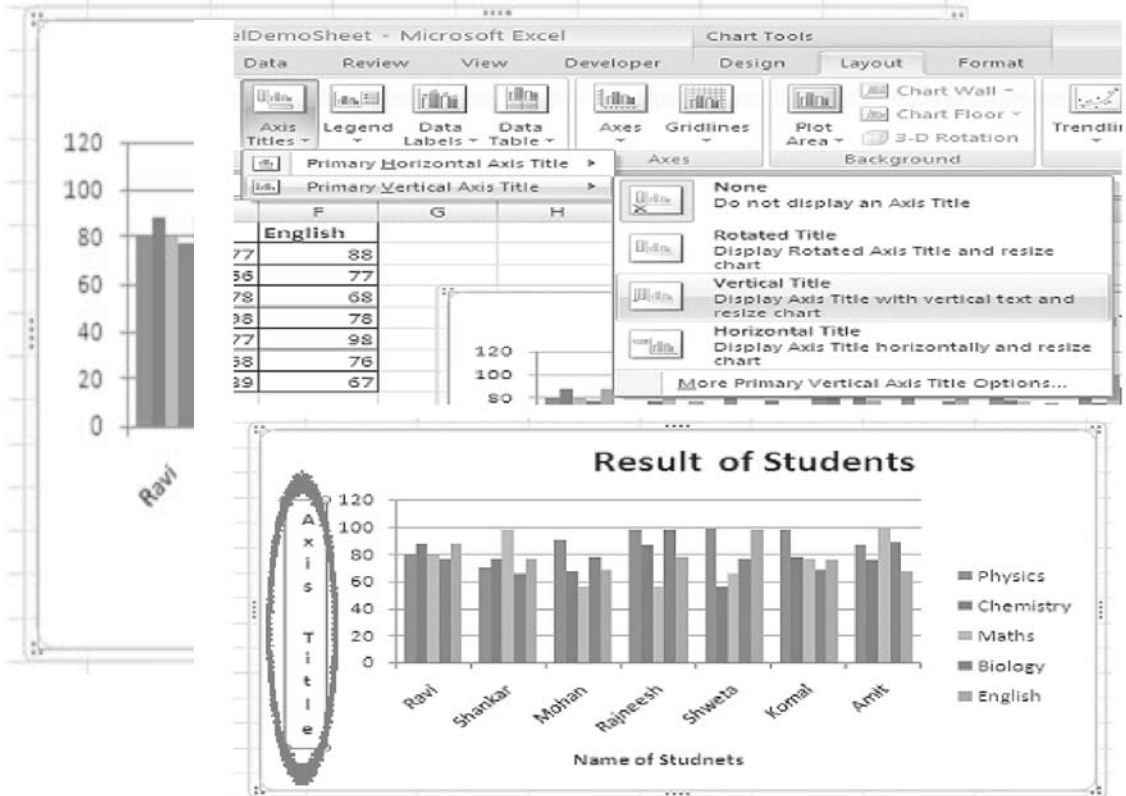 elDemoSheet - Microsoft Excel
Chart Tools
Data Review View Developer Design Layout Format
Axis Titles Legend Data Labels Data Table Axes Gridlines Plot Area Chart Wall
Chart Floor
3-D Rotation
Axes Background
Primary Horizontal Axis Title
Primary Vertical Axis Title
None
Do not display an Axis Title
Rotated Title
Display Rotated Axis Title and resize
chart
Vertical Title
Display Axis Title with vertical text and
resize chart
Horizontal Title
Display Axis Title horizontally and resize
chart
More Primary Vertical Axis Title Options...
F G H
English
77 88
77
78 68
98 78
77 98
76
67
120
100
80
120
100
80
60
40
20
0
Ravi
Result of Students
Axis Title
120
100
80
60
40
20
0
Ravi Shankar Mohan Rajneesh Shweta Komal Amit
Name of Studnets
Physics
Chemistry
Maths
Biology
English